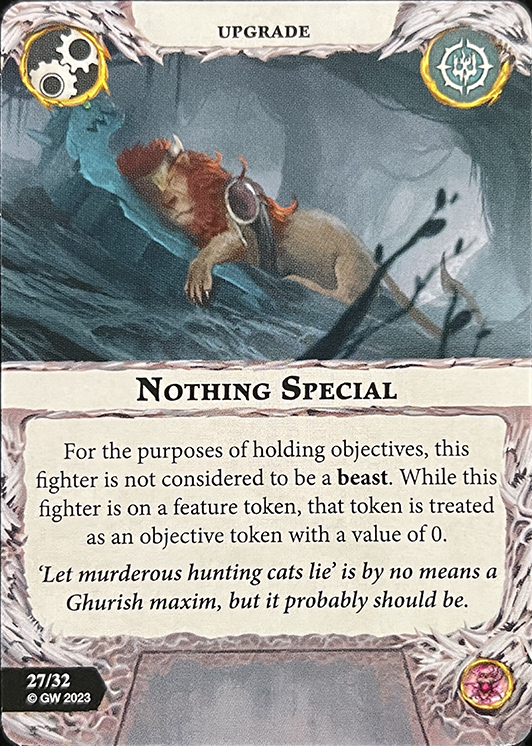 UPGRADE
NOTHING SPECIAL
For the purposes of holding objectives, this
fighter is not considered to be a beast. While this
fighter is on a feature token, that token is treated
as an objective token with a value of 0.
‘Let murderous hunting cats lie’ is by no means a
Ghurish maxim, but it probably should be.
27/32
© GW 2023